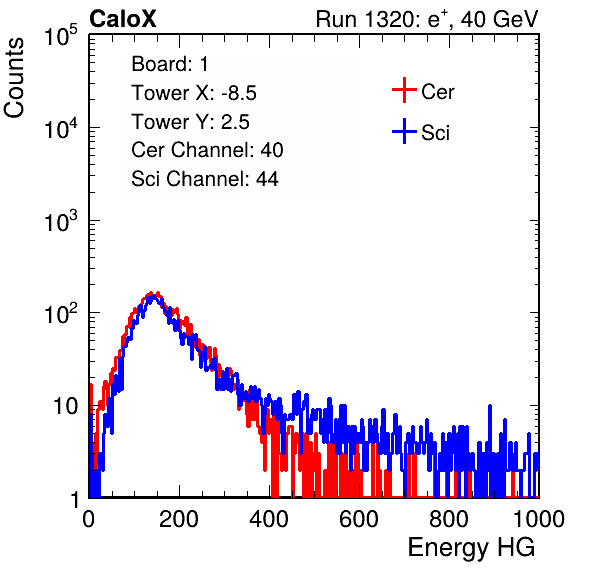 CaloX Run 1320: e⁺, 40 GeV
Board: 1
Tower X: -8.5
Tower Y: 2.5
Cer Channel: 40
Sci Channel: 44
Cer
Sci
Counts
10⁵
10⁴
10³
10²
10
1
0 200 400 600 800 1000
Energy HG